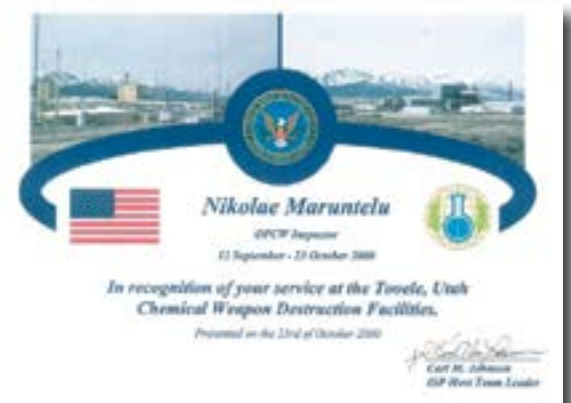 Nikolae Maruntelu
OPCW Inspector
12 September - 23 October 2000
In recognition of your service at the Tooele, Utah
Chemical Weapon Destruction Facilities.
Presented on the 23rd of October 2000
Carl M. Johnson
ISP Host Team Leader